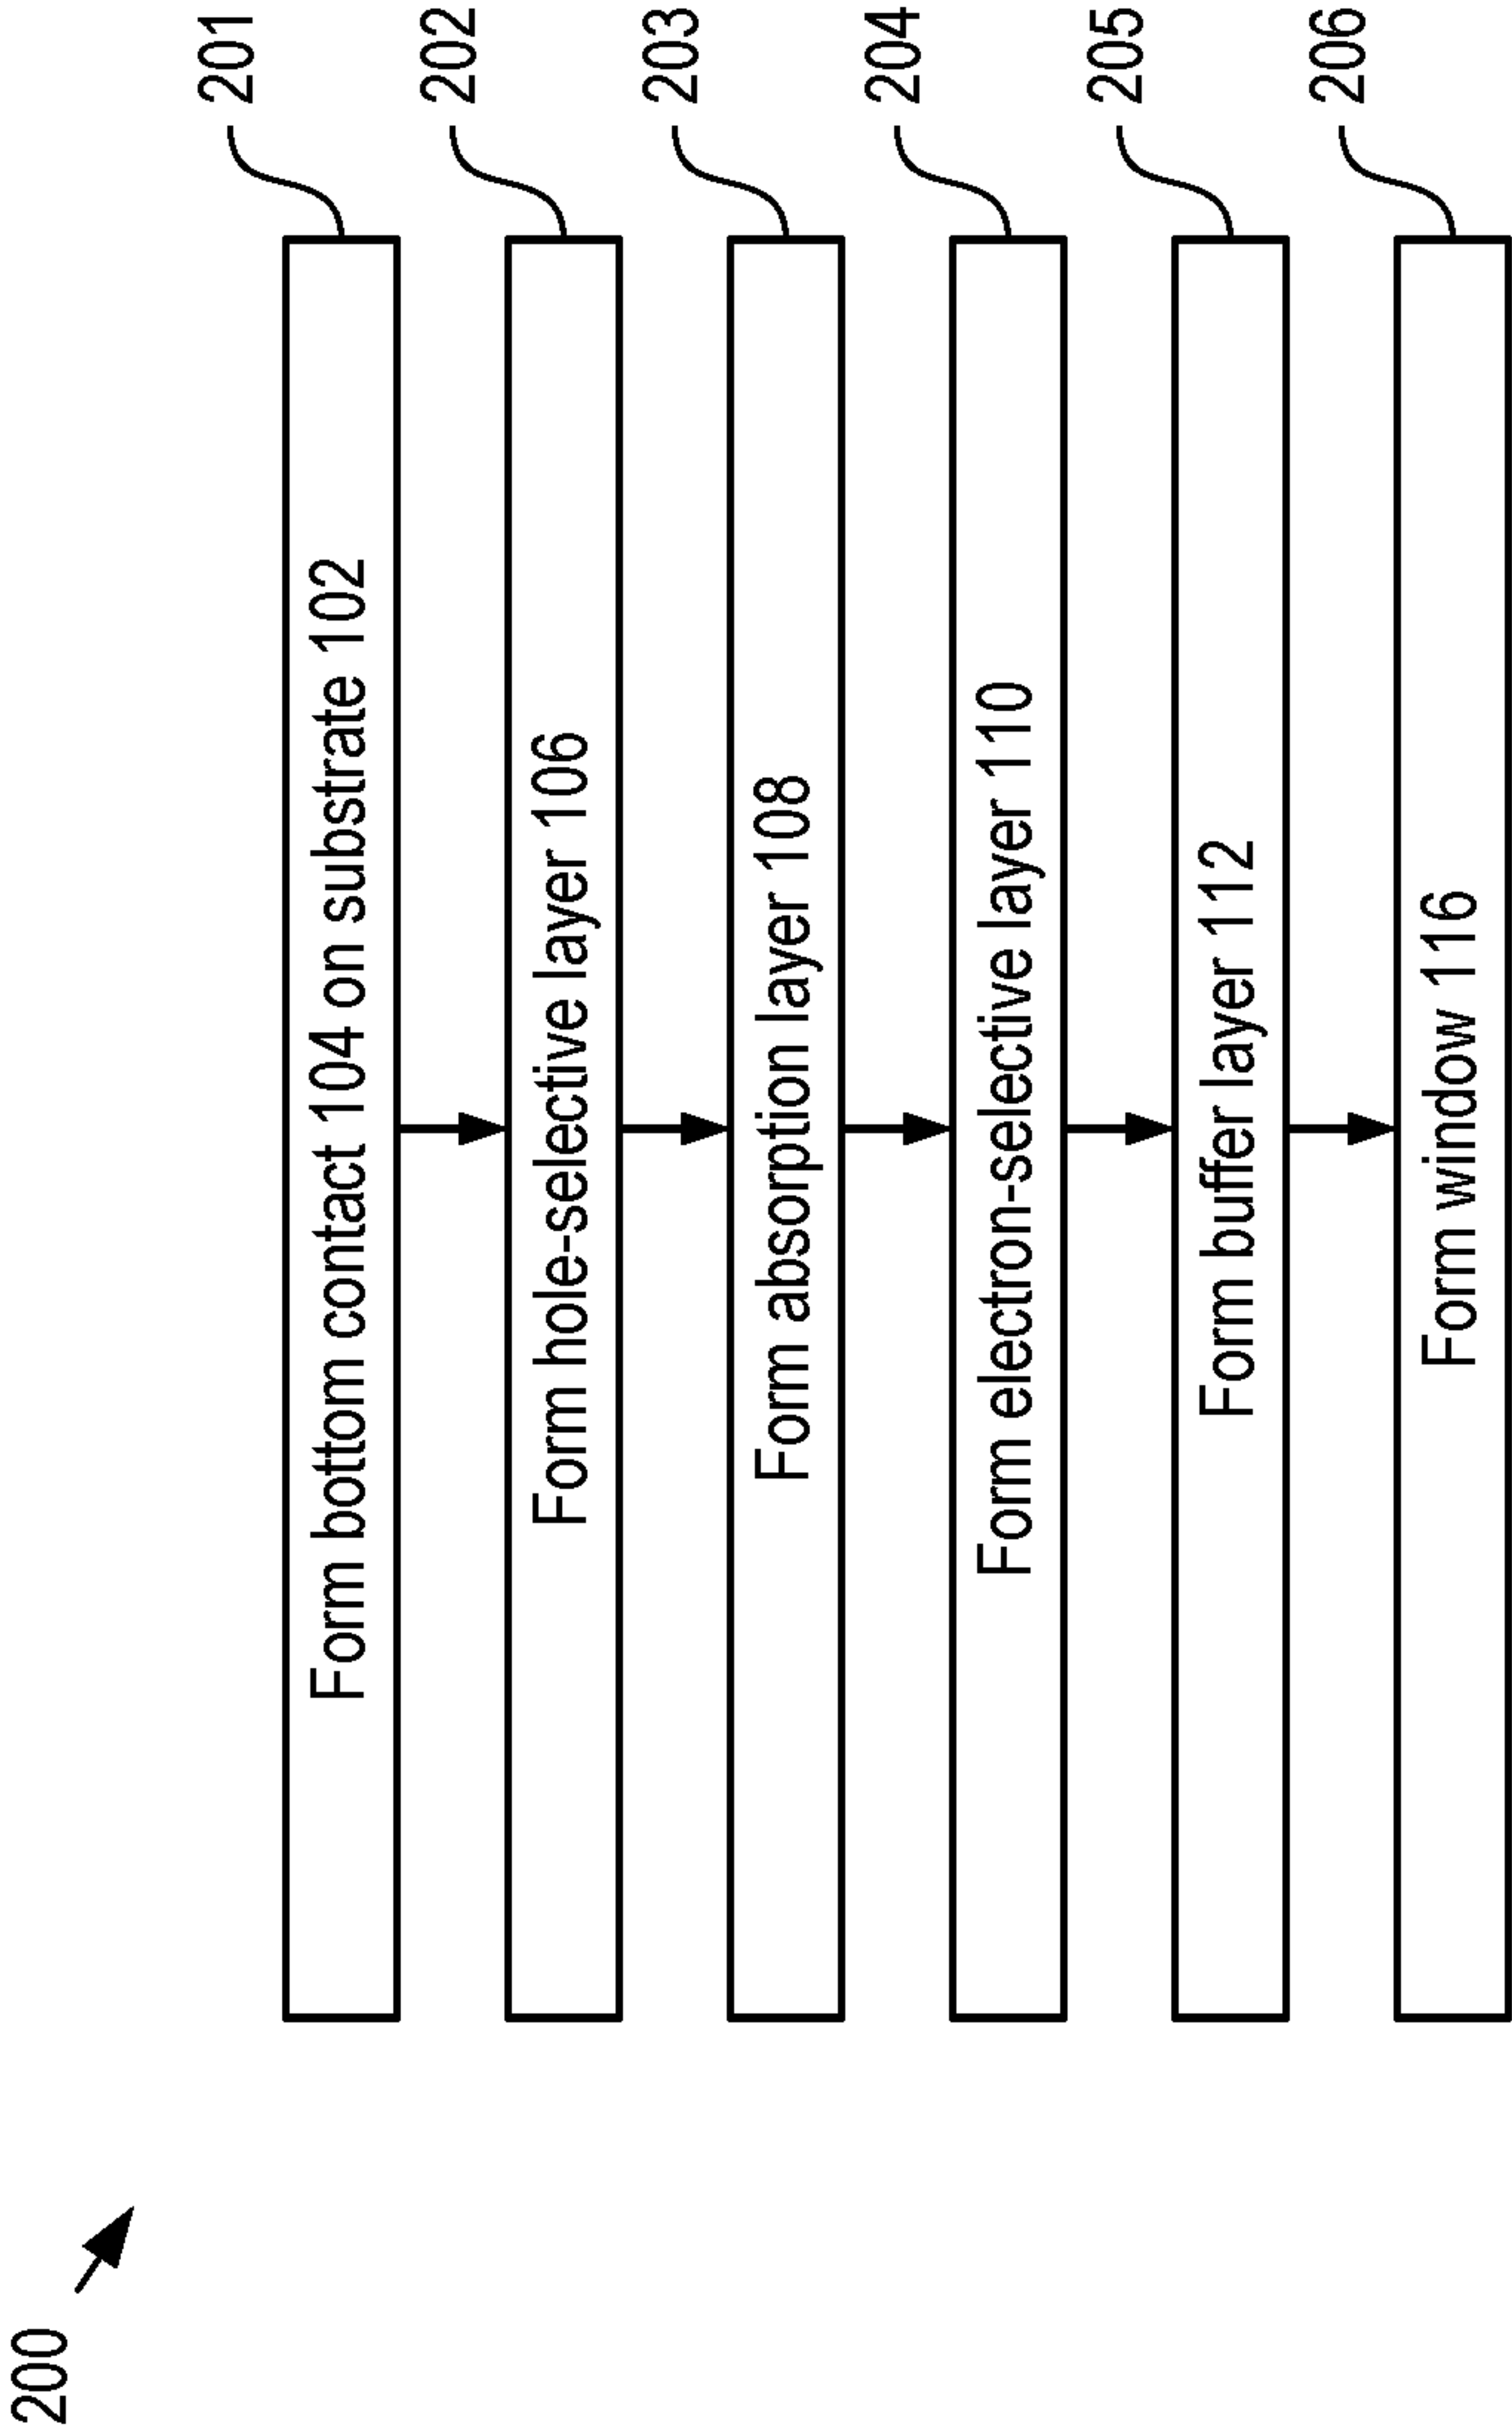 200
Form bottom contact 104 on substrate 102
201
Form hole-selective layer 106
202
Form absorption layer 108
203
Form electron-selective layer 110
204
Form buffer layer 112
205
Form window 116
206